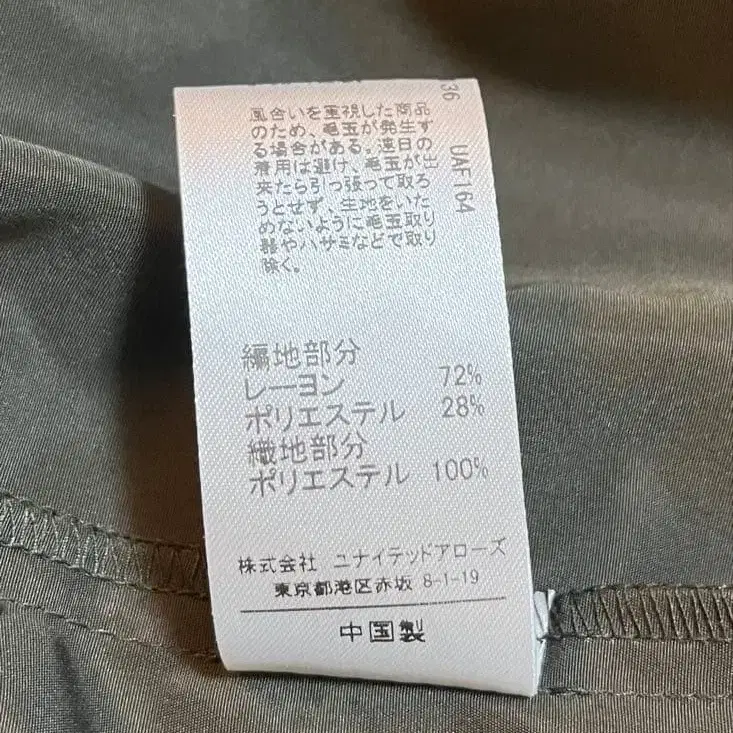 風合いを重視した商品
のため、毛玉が発生す
る場合がある。連日の
着用は避け、毛玉が出
来たら引っ張って取ろ
うとせず、生地をいた
めないように毛玉取り
器やハサミなどで取り
除く。
36 UAF164
編地部分
レーヨン 72%
ポリエステル 28%
織地部分
ポリエステル 100%
株式会社 ユナイテッドアローズ
東京都港区赤坂 8-1-19
中国製